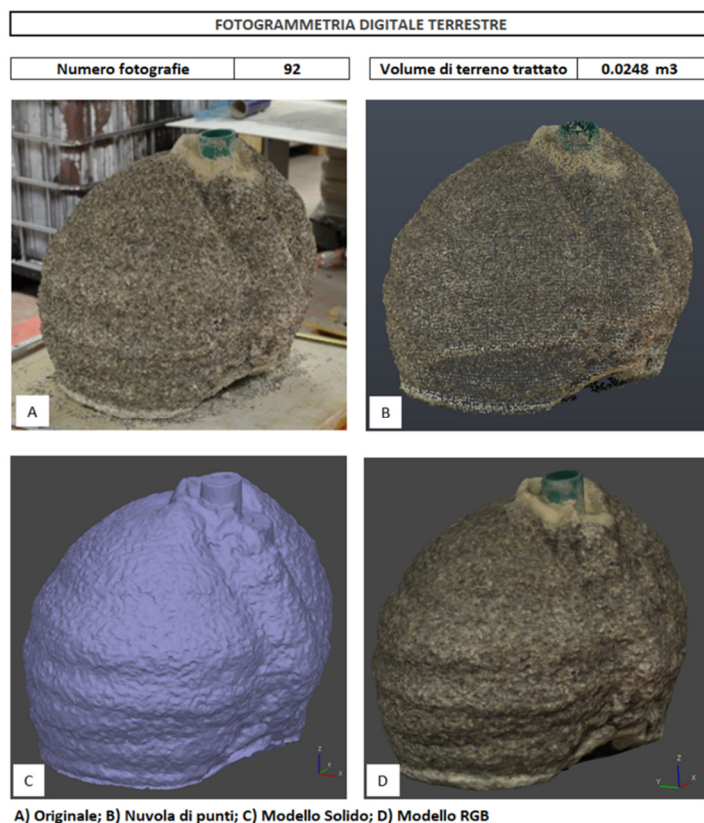 FOTOGRAMMETRIA DIGITALE TERRESTRE
Numero fotografie 92 Volume di terreno trattato 0.0248 m3
A B
Z
Y X
C
Z
Y X
D
A) Originale; B) Nuvola di punti; C) Modello Solido; D) Modello RGB